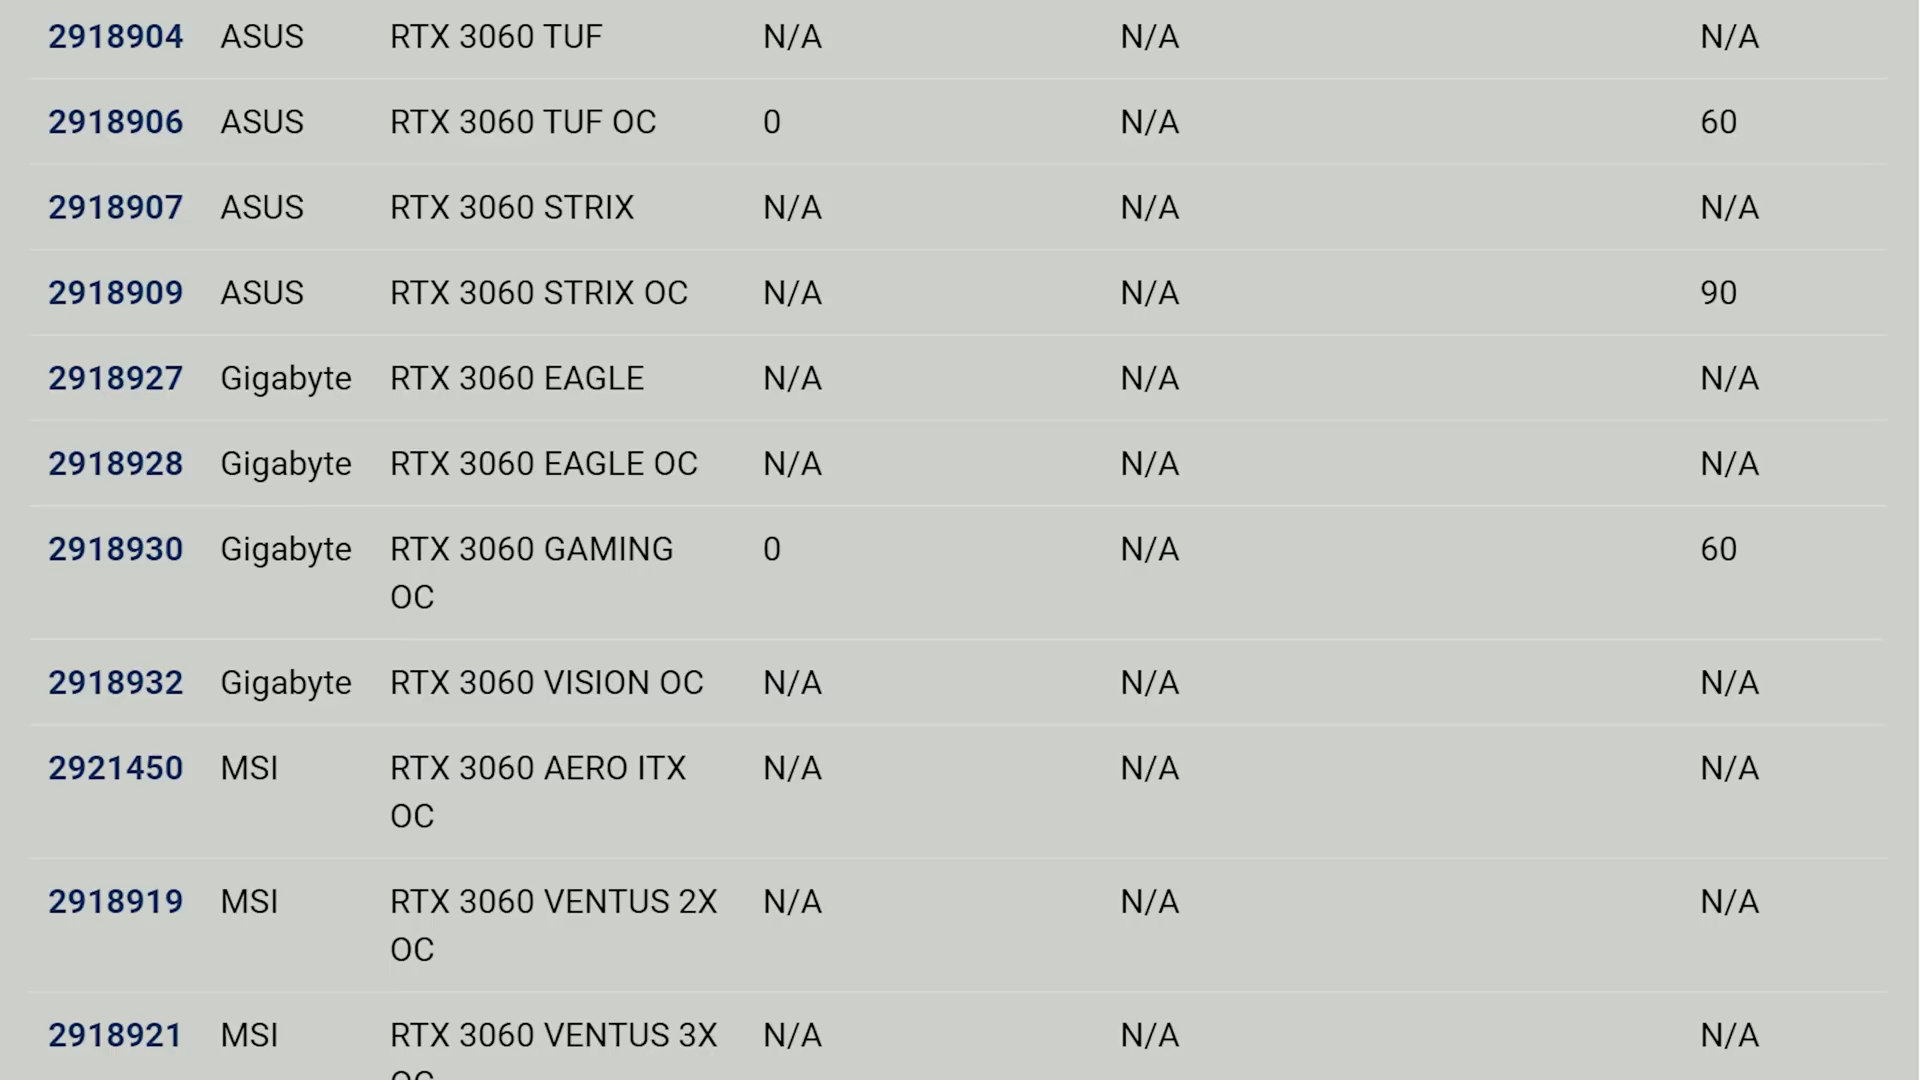 2918904 ASUS RTX 3060 TUF N/A N/A N/A
2918906 ASUS RTX 3060 TUF OC 0 N/A 60
2918907 ASUS RTX 3060 STRIX N/A N/A N/A
2918909 ASUS RTX 3060 STRIX OC N/A N/A 90
2918927 Gigabyte RTX 3060 EAGLE N/A N/A N/A
2918928 Gigabyte RTX 3060 EAGLE OC N/A N/A N/A
2918930 Gigabyte RTX 3060 GAMING 0 N/A 60
OC
2918932 Gigabyte RTX 3060 VISION OC N/A N/A N/A
2921450 MSI RTX 3060 AERO ITX N/A N/A N/A
OC
2918919 MSI RTX 3060 VENTUS 2X N/A N/A N/A
OC
2918921 MSI RTX 3060 VENTUS 3X N/A N/A N/A
OC